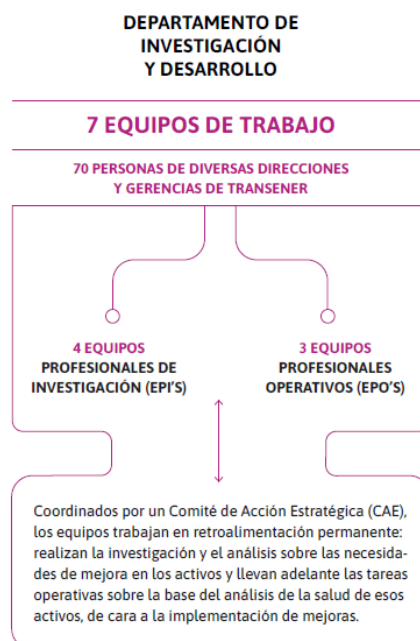 DEPARTAMENTO DE
INVESTIGACIÓN
Y DESARROLLO
7 EQUIPOS DE TRABAJO
70 PERSONAS DE DIVERSAS DIRECCIONES
Y GERENCIAS DE TRANSENER
4 EQUIPOS
PROFESIONALES DE
INVESTIGACIÓN (EPI'S)
3 EQUIPOS
PROFESIONALES
OPERATIVOS (EPO'S)
Coordinados por un Comité de Acción Estratégica (CAE),
los equipos trabajan en retroalimentación permanente:
realizan la investigación y el análisis sobre las necesida-
des de mejora en los activos y llevan adelante las tareas
operativas sobre la base del análisis de la salud de esos
activos, de cara a la implementación de mejoras.